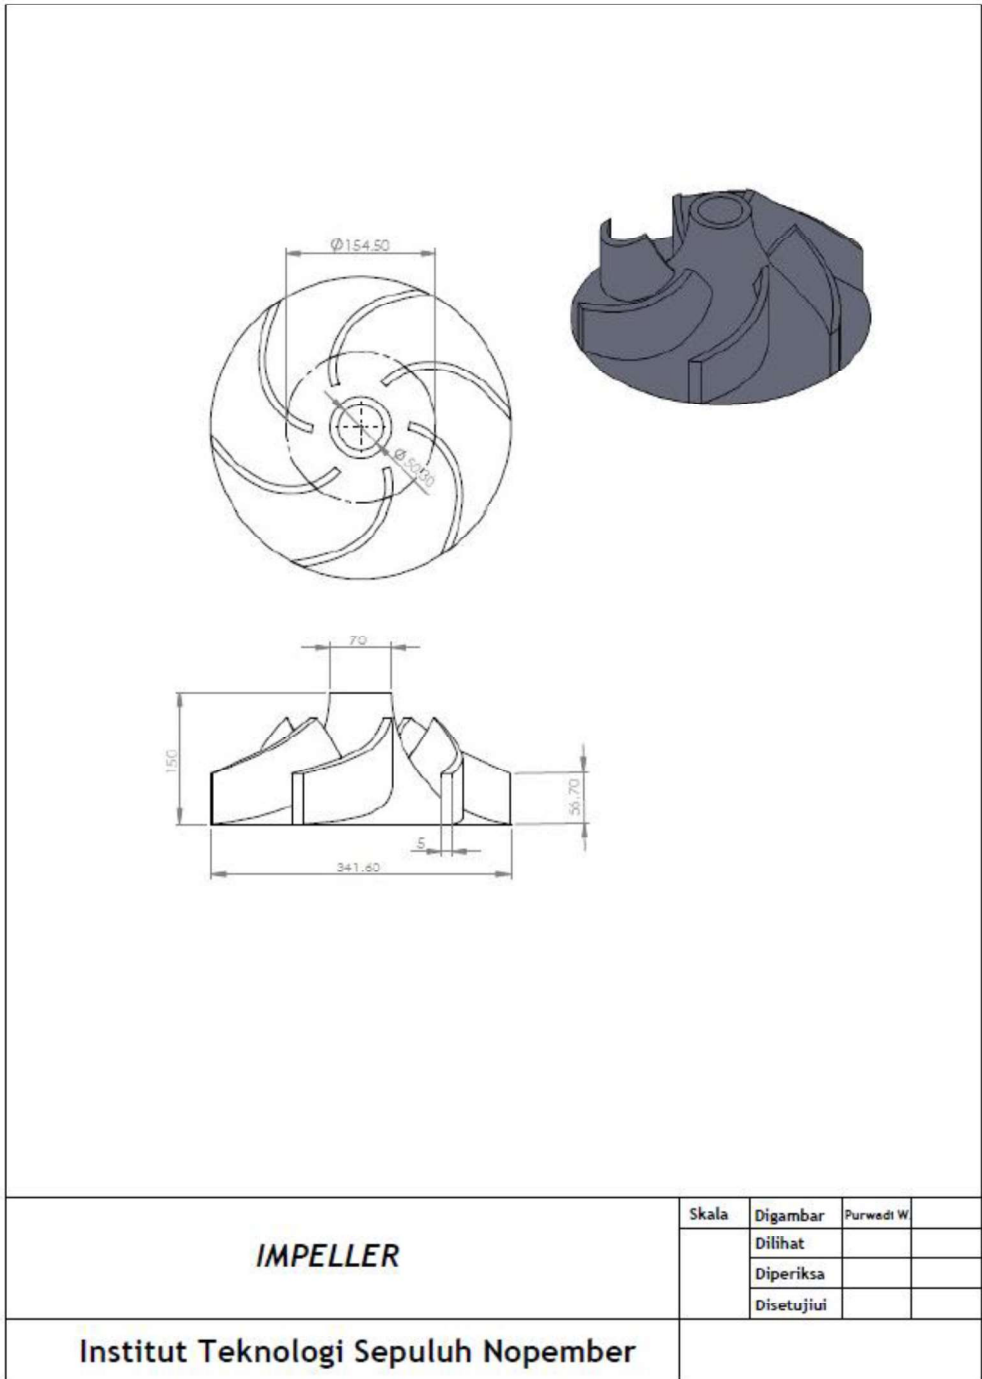 Ø154.50
Ø50.30
70
150
56.70
5
341.60
IMPELLER
Skala
Digambar
Purwadi W.
Dilihat
Diperiksa
Disetujiui
Institut Teknologi Sepuluh Nopember